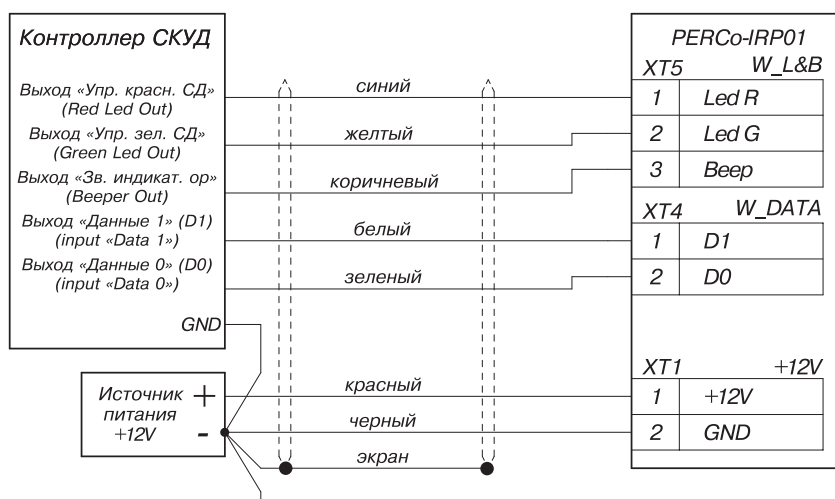 Контроллер СКУД
Выход «Упр. красн. СД»
(Red Led Out)
Выход «Упр. зел. СД»
(Green Led Out)
Выход «Зв. индикат. ор»
(Beeper Out)
Выход «Данные 1» (D1)
(input «Data 1»)
Выход «Данные 0» (D0)
(input «Data 0»)
GND
Источник
питания
+12V
+
-
синий
желтый
коричневый
белый
зеленый
красный
черный
экран
PERCo-IRP01
XT5 W_L&B
1 Led R
2 Led G
3 Beep
XT4 W_DATA
1 D1
2 D0
XT1 +12V
1 +12V
2 GND